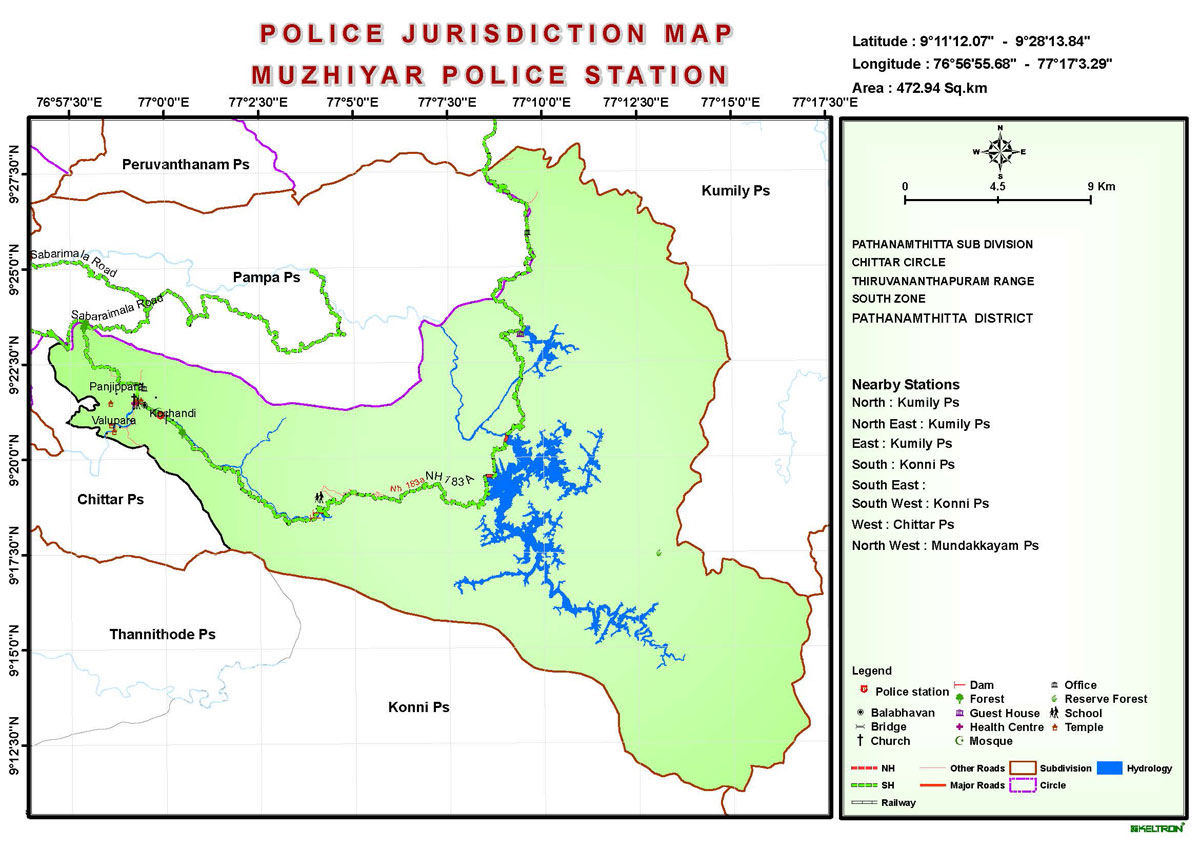 POLICE JURISDICTION MAP
MUZHIYAR POLICE STATION
Latitude : 9°11'12.07" - 9°28'13.84"
Longitude : 76°56'55.68" - 77°17'3.29"
Area : 472.94 Sq.km
76°57'30"E 77°0'0"E 77°2'30"E 77°5'0"E 77°7'30"E 77°10'0"E 77°12'30"E 77°15'0"E 77°17'30"E
9°27'30"N
9°25'0"N
9°22'30"N
9°20'0"N
9°17'30"N
9°15'0"N
9°12'30"N
Peruvanthanam Ps
Kumily Ps
Sabarimala Road
Pampa Ps
Sabaraimala Road
Panjippara
Kochandi
Valupara
Nh 183a
NH 183A
Chittar Ps
Thannithode Ps
Konni Ps
N
W E
S
0 4.5 9 Km
PATHANAMTHITTA SUB DIVISION
CHITTAR CIRCLE
THIRUVANANTHAPURAM RANGE
SOUTH ZONE
PATHANAMTHITTA DISTRICT
Nearby Stations
North : Kumily Ps
North East : Kumily Ps
East : Kumily Ps
South : Konni Ps
South East :
South West : Konni Ps
West : Chittar Ps
North West : Mundakkayam Ps
Legend
Police station
Balabhavan
Bridge
Church
Dam
Forest
Guest House
Health Centre
Mosque
Office
Reserve Forest
School
Temple
NH
SH
Railway
Other Roads
Major Roads
Subdivision
Circle
Hydrology
KELTRON